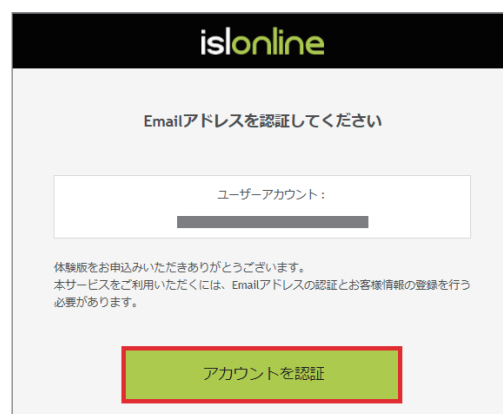 islonline
Emailアドレスを認証してください
ユーザーアカウント：
体験版をお申込みいただきありがとうございます。
本サービスをご利用いただくには、Emailアドレスの認証とお客様情報の登録を行う
必要があります。
アカウントを認証